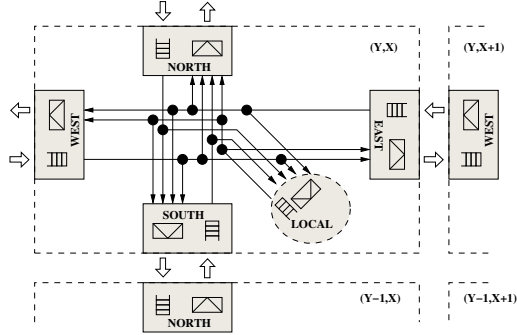 NORTH
(Y,X)
(Y,X+1)
WEST
EAST
WEST
SOUTH
LOCAL
NORTH
(Y−1,X)
(Y−1,X+1)